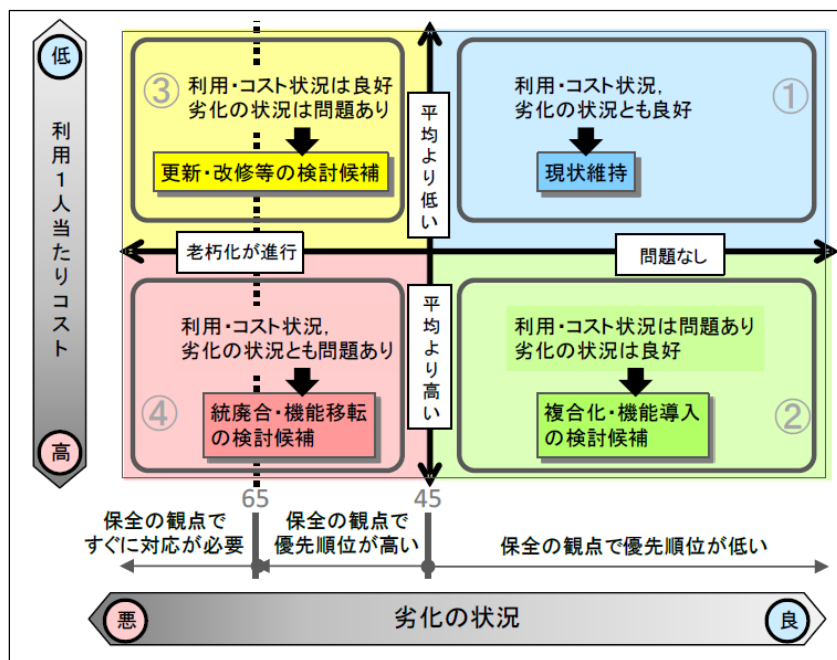 低
利用1人当たりコスト
高
③
利用・コスト状況は良好
劣化の状況は問題あり
更新・改修等の検討候補
平均より低い
①
利用・コスト状況,
劣化の状況とも良好
現状維持
老朽化が進行
問題なし
④
利用・コスト状況,
劣化の状況とも問題あり
統廃合・機能移転
の検討候補
平均より高い
②
利用・コスト状況は問題あり
劣化の状況は良好
複合化・機能導入
の検討候補
65
45
保全の観点で
すぐに対応が必要
保全の観点で
優先順位が高い
保全の観点で優先順位が低い
悪
劣化の状況
良